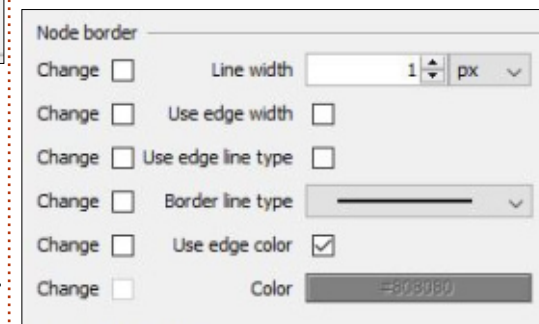 Node border
Change Line width 1 px
Change Use edge width
Change Use edge line type
Change Border line type
Change Use edge color
Change Color #808080